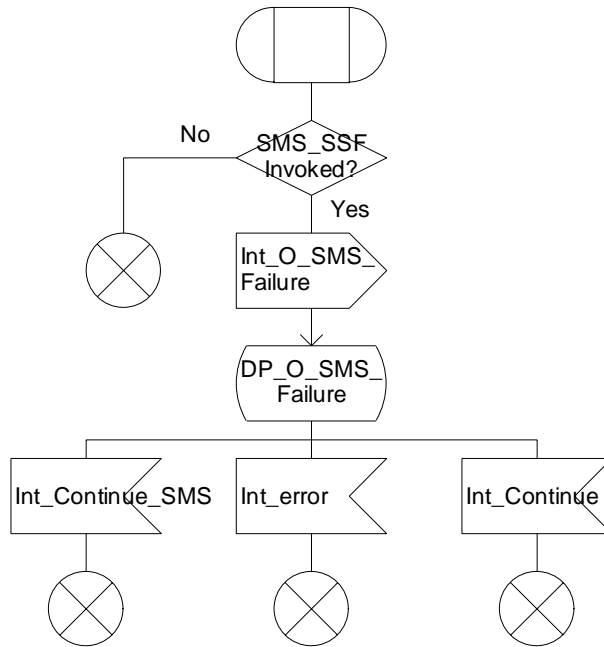 No
SMS_SSF
Invoked?
Yes
Int_O_SMS_
Failure
DP_O_SMS_
Failure
Int_Continue_SMS
Int_error
Int_Continue